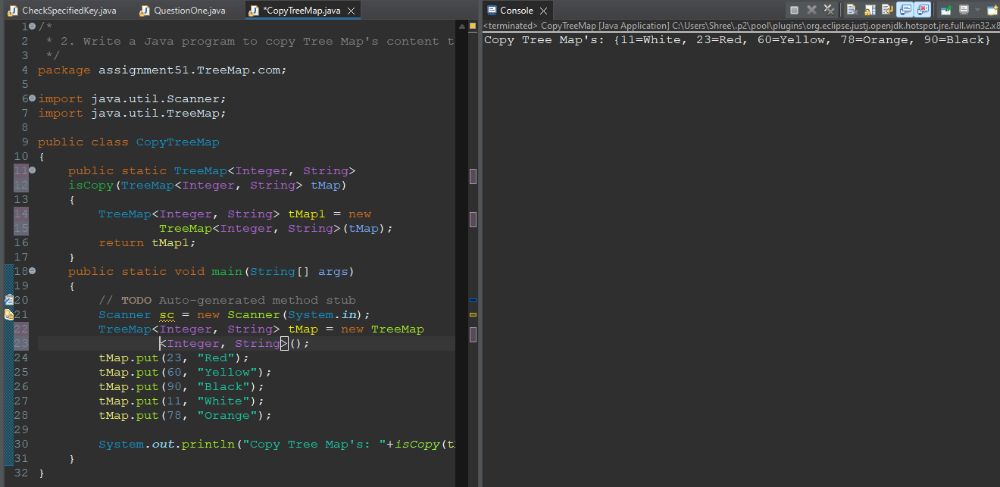 CheckSpecifiedKey.java QuestionOne.java *CopyTreeMap.java
1 /*
2  * 2. Write a Java program to copy Tree Map's content t
3  */
4 package assignment51.TreeMap.com;
5
6 import java.util.Scanner;
7 import java.util.TreeMap;
8
9 public class CopyTreeMap
10 {
11     public static TreeMap<Integer, String>
12     isCopy(TreeMap<Integer, String> tMap)
13     {
14         TreeMap<Integer, String> tMap1 = new
15                 TreeMap<Integer, String>(tMap);
16         return tMap1;
17     }
18     public static void main(String[] args)
19     {
20         // TODO Auto-generated method stub
21         Scanner sc = new Scanner(System.in);
22         TreeMap<Integer, String> tMap = new TreeMap
23                 <Integer, String>();
24         tMap.put(23, "Red");
25         tMap.put(60, "Yellow");
26         tMap.put(90, "Black");
27         tMap.put(11, "White");
28         tMap.put(78, "Orange");
29
30         System.out.println("Copy Tree Map's: "+isCopy(t
31     }
32 }
Console
<terminated> CopyTreeMap [Java Application] C:\Users\Shree\.p2\pool\plugins\org.eclipse.justj.openjdk.hotspot.jre.full.win32.x8
Copy Tree Map's: {11=White, 23=Red, 60=Yellow, 78=Orange, 90=Black}